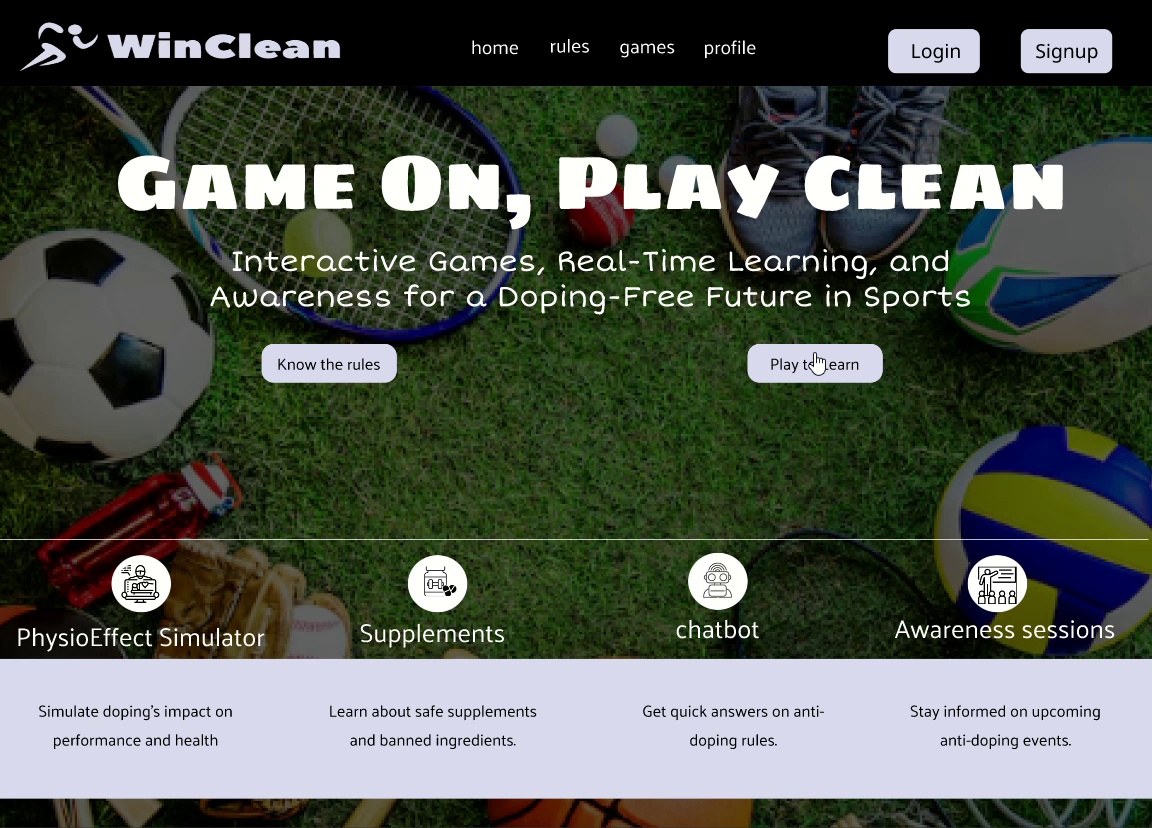 WinClean
home rules games profile
Login Signup
Game On, Play Clean
Interactive Games, Real-Time Learning, and
Awareness for a Doping-Free Future in Sports
Know the rules
Play to Learn
PhysioEffect Simulator
Supplements
chatbot
Awareness sessions
Simulate doping's impact on
performance and health
Learn about safe supplements
and banned ingredients.
Get quick answers on anti-
doping rules.
Stay informed on upcoming
anti-doping events.